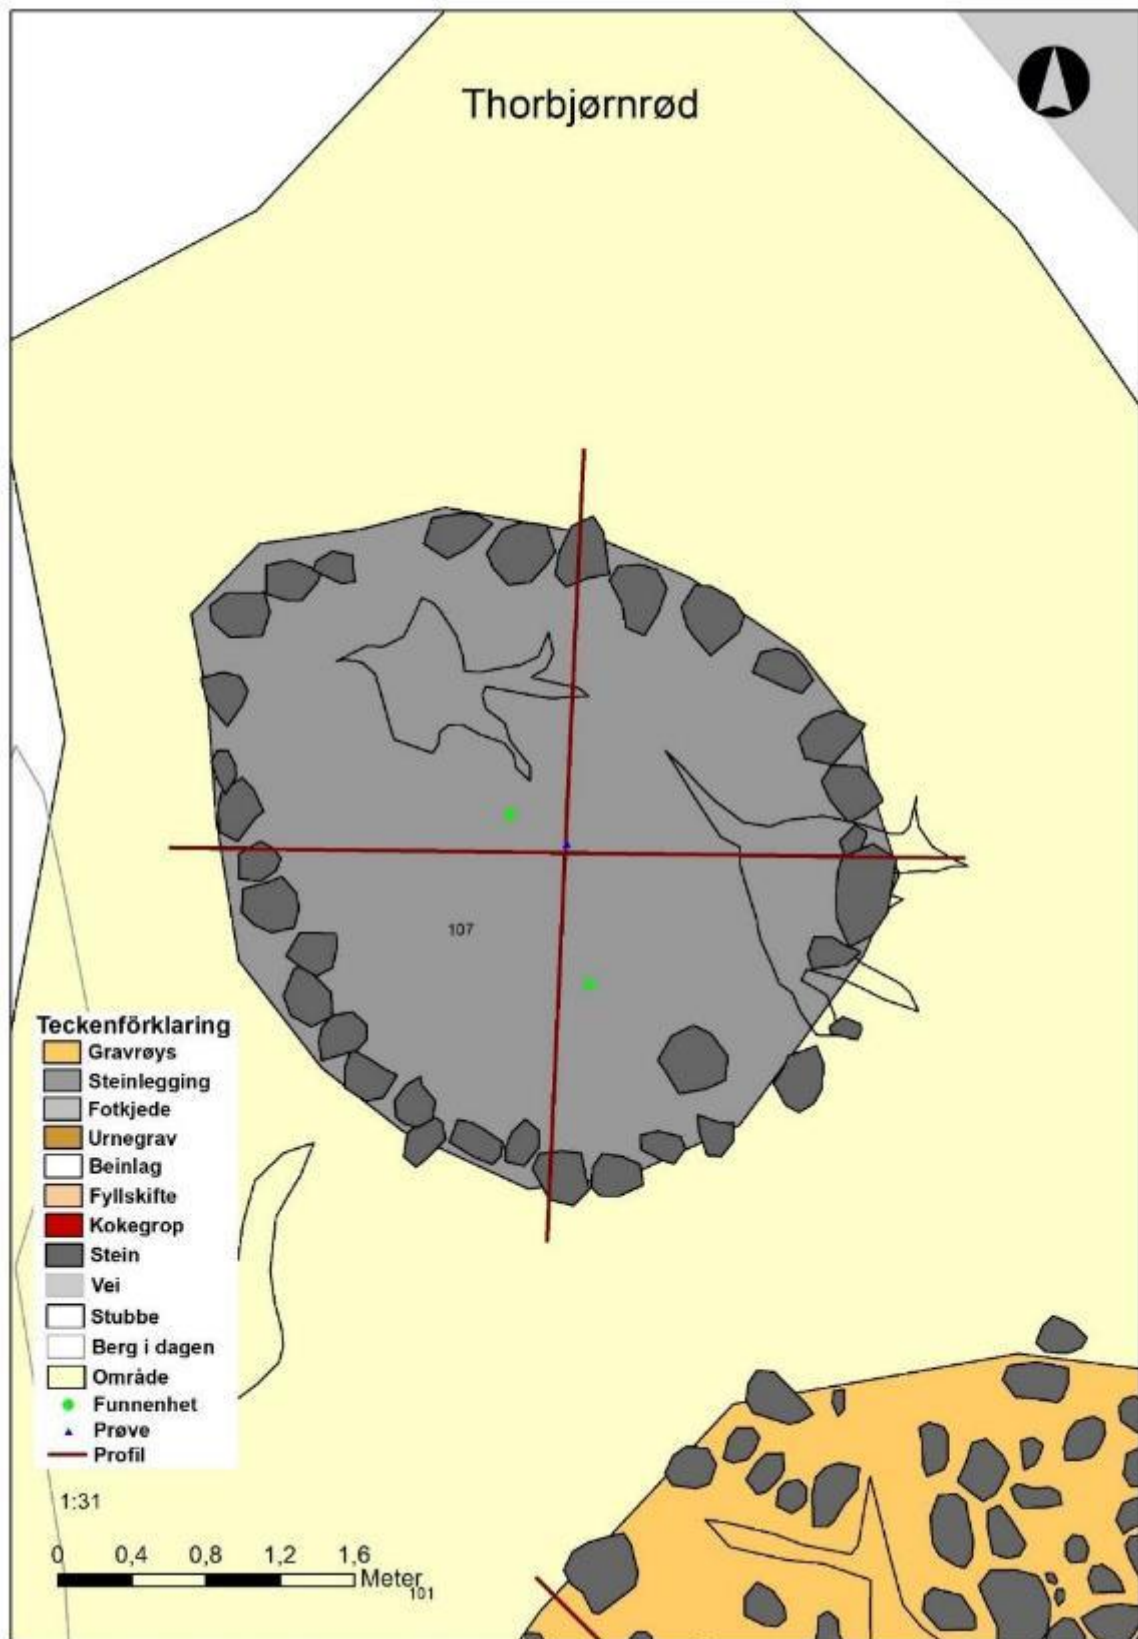 Thorbjørnrød
107
Teckenförklaring
Gravrøys
Steinlegging
Fotkjede
Urnegrav
Beinlag
Fyllskifte
Kokegrop
Stein
Vei
Stubbe
Berg i dagen
Område
Funnenhet
Prøve
Profil
1:31
0 0,4 0,8 1,2 1,6
Meter
101